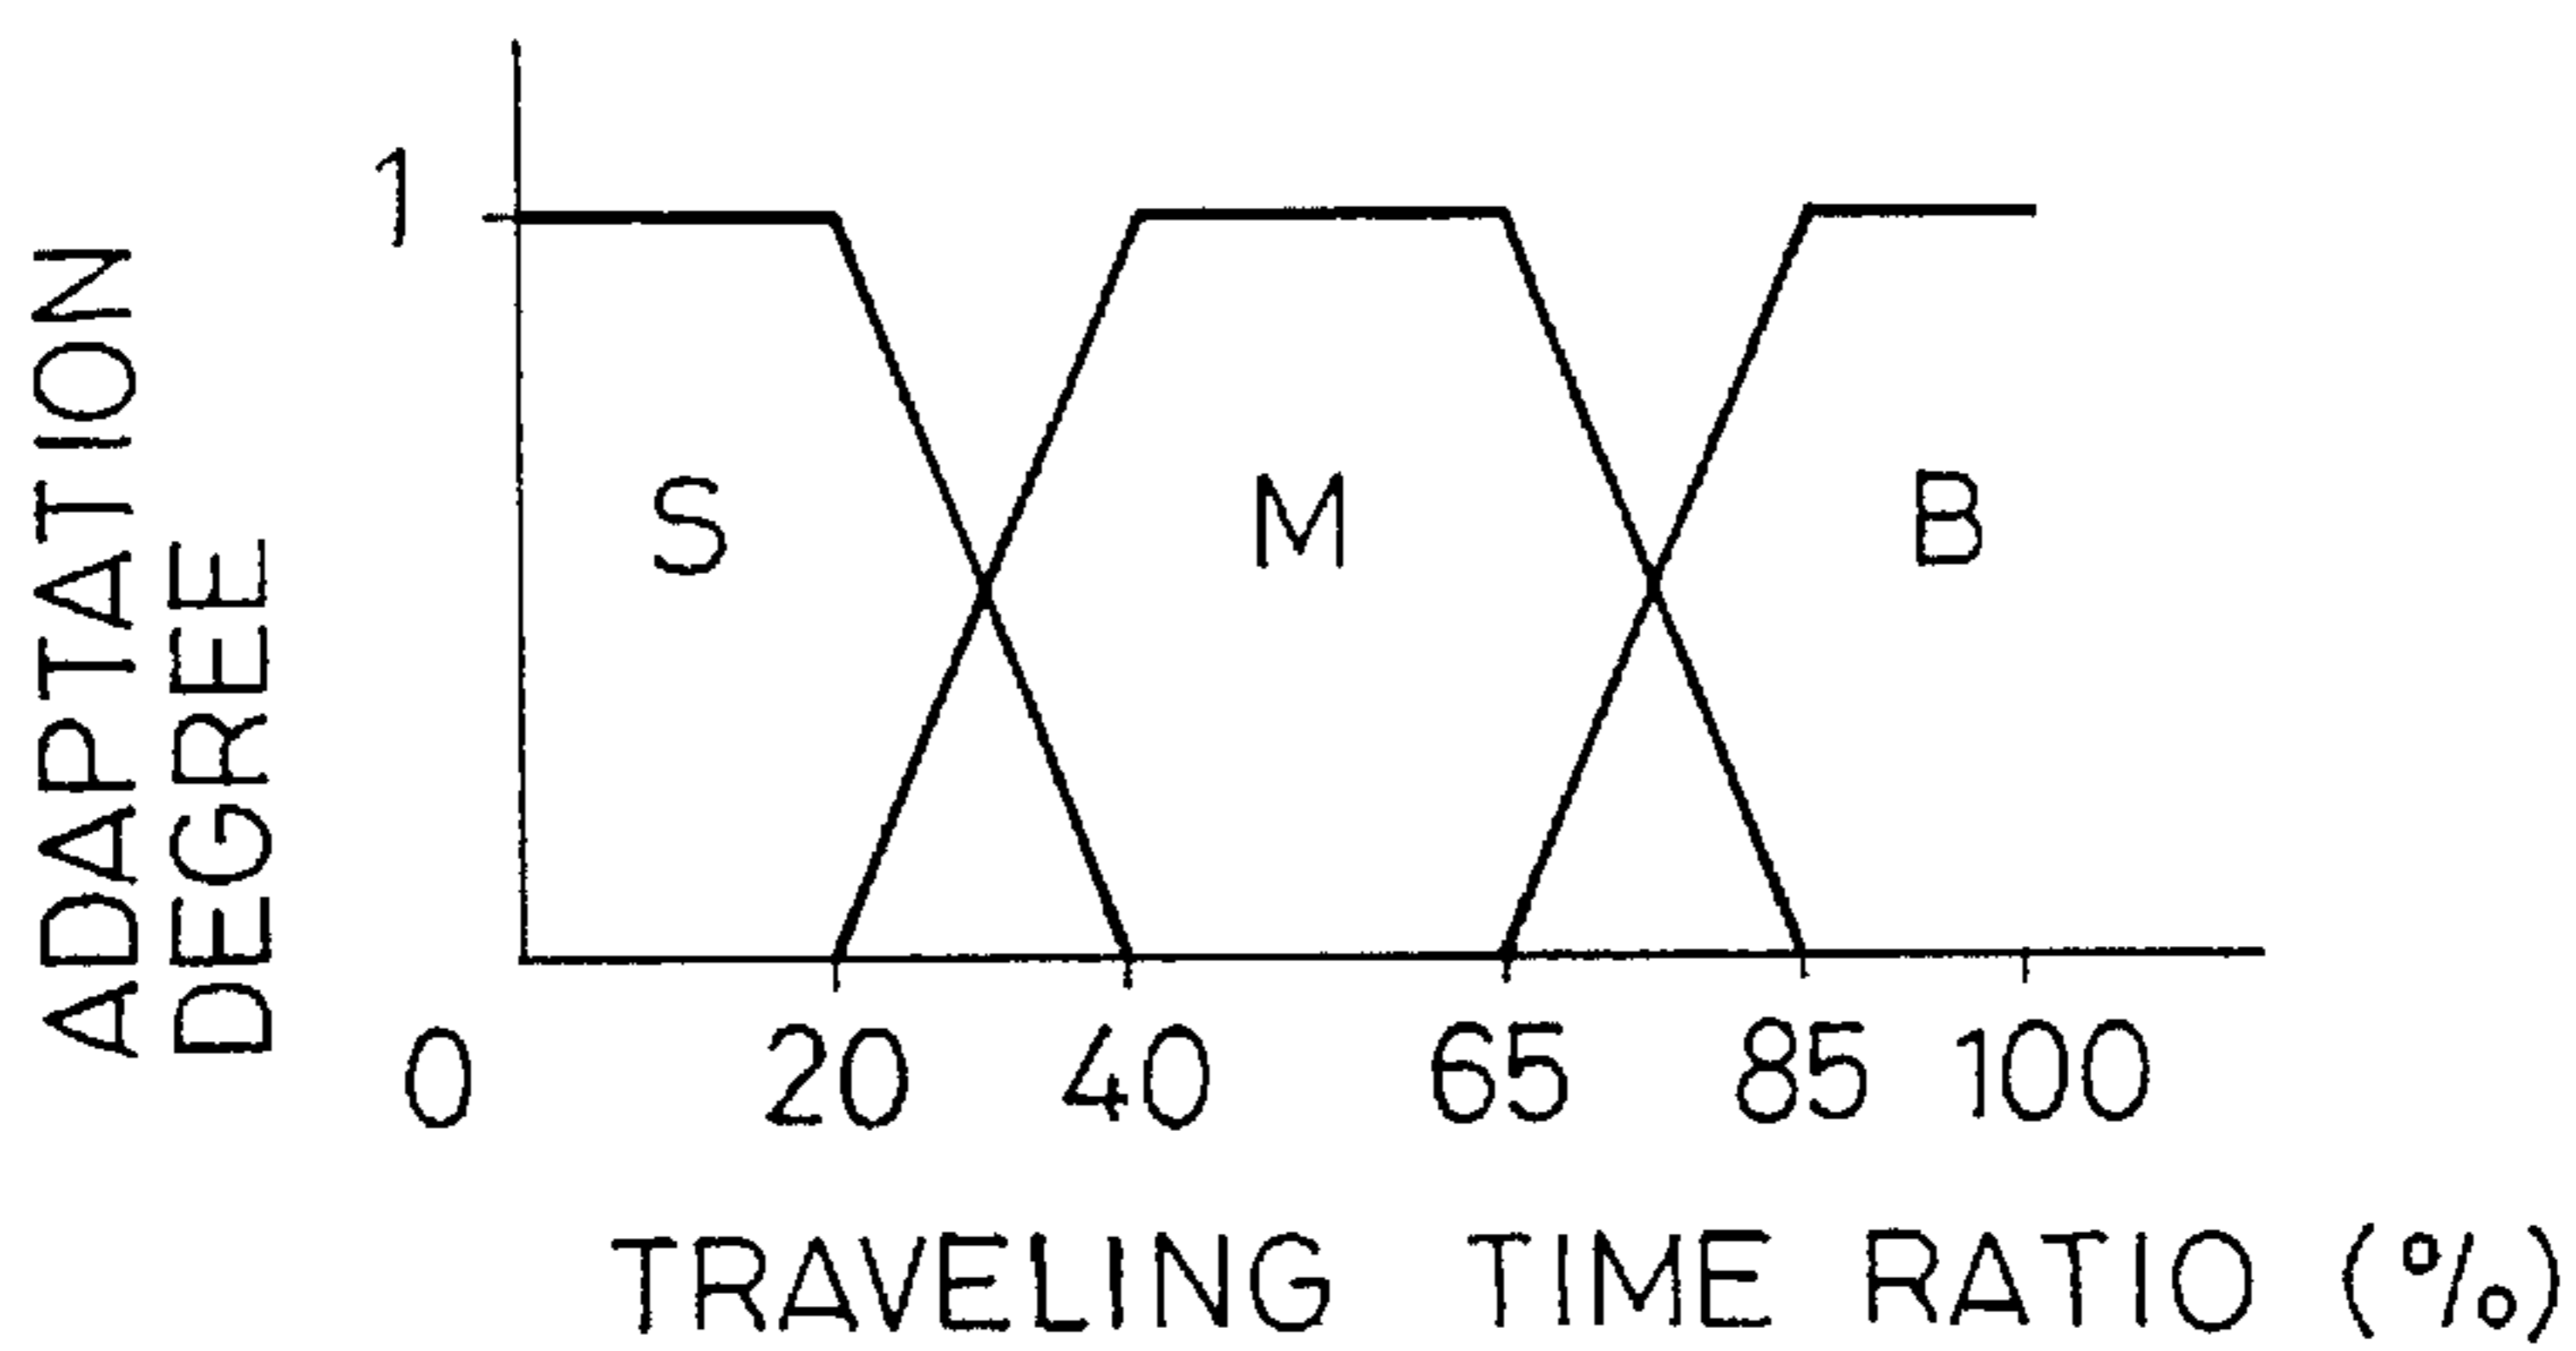 ADAPTATION
DEGREE
1
S
M
B
0 20 40 65 85 100
TRAVELING TIME RATIO (%)